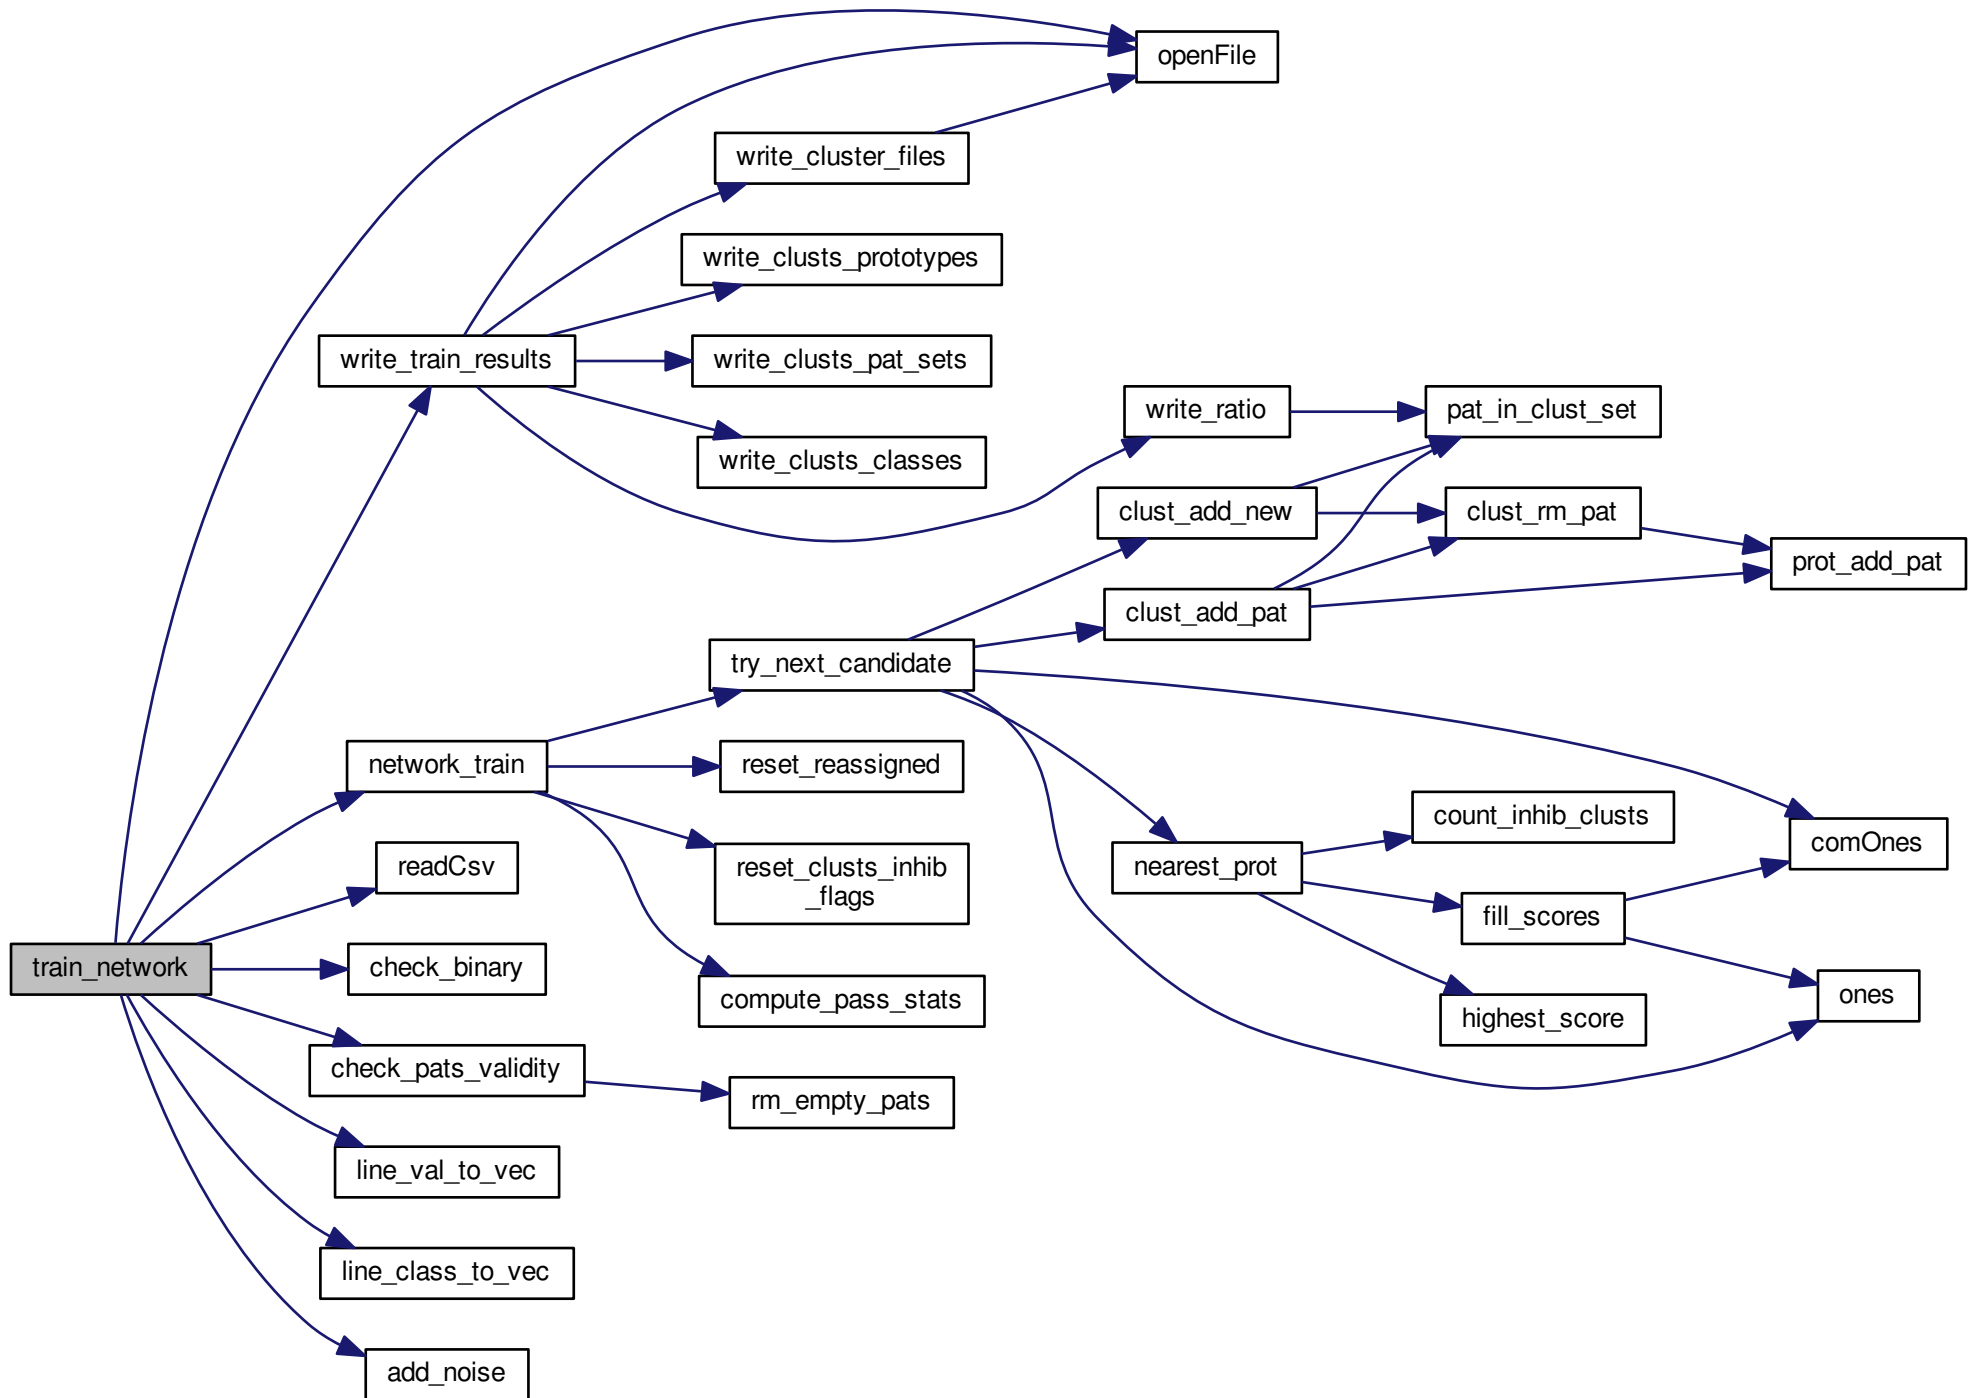 openFile
write_cluster_files
write_clusts_prototypes
write_train_results
write_clusts_pat_sets
write_ratio
pat_in_clust_set
write_clusts_classes
clust_add_new
clust_rm_pat
prot_add_pat
clust_add_pat
try_next_candidate
network_train
reset_reassigned
count_inhib_clusts
comOnes
readCsv
reset_clusts_inhib
_flags
nearest_prot
fill_scores
train_network
check_binary
compute_pass_stats
ones
highest_score
check_pats_validity
rm_empty_pats
line_val_to_vec
line_class_to_vec
add_noise